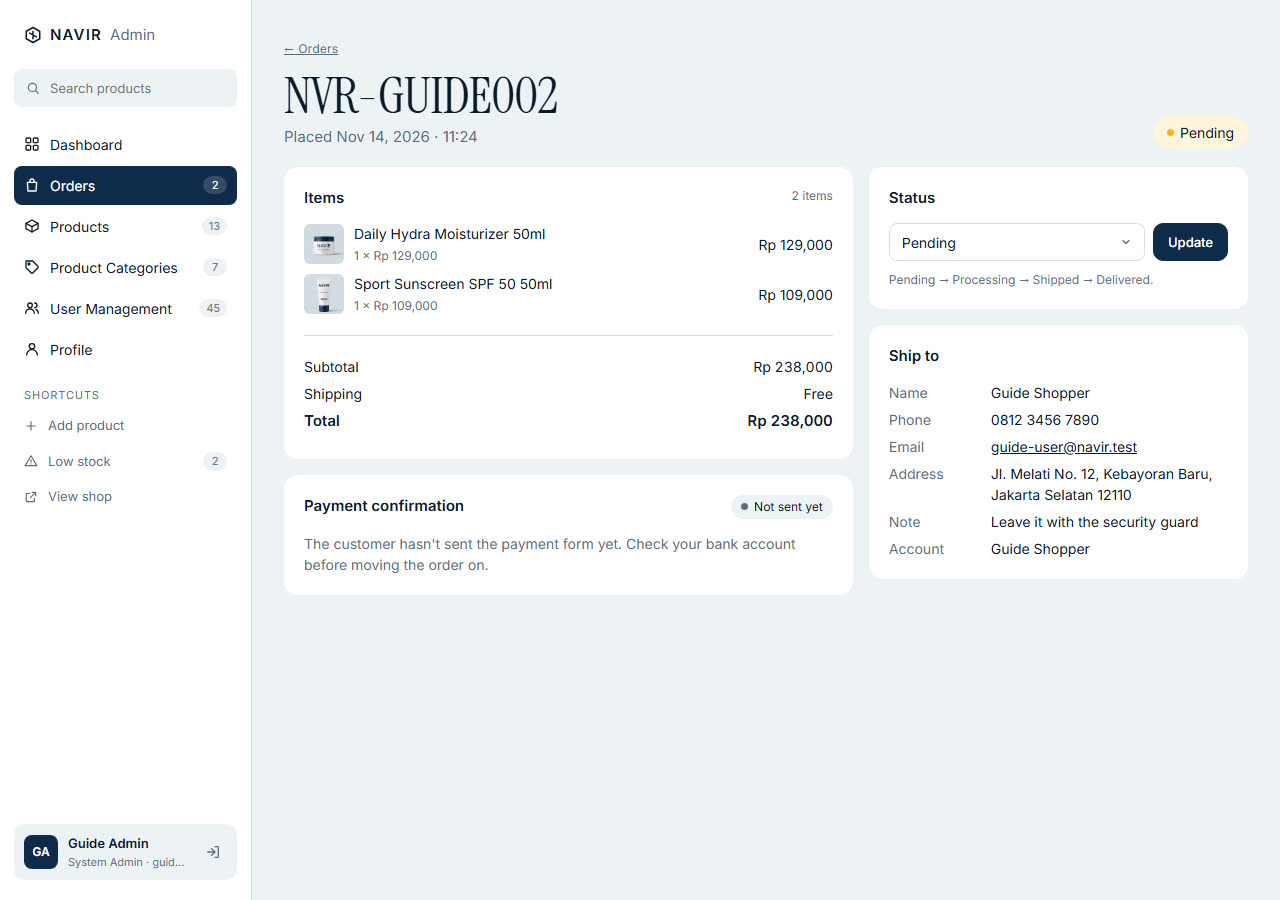 NAVIR Admin
Search products
Dashboard
Orders 2
Products 13
Product Categories 7
User Management 45
Profile
SHORTCUTS
Add product
Low stock 2
View shop
GA
Guide Admin
System Admin · guid...
← Orders
NVR-GUIDE002
Placed Nov 14, 2026 · 11:24
Pending
Items
2 items
Daily Hydra Moisturizer 50ml
1 × Rp 129,000
Rp 129,000
Sport Sunscreen SPF 50 50ml
1 × Rp 109,000
Rp 109,000
Subtotal Rp 238,000
Shipping Free
Total Rp 238,000
Payment confirmation
Not sent yet
The customer hasn't sent the payment form yet. Check your bank account
before moving the order on.
Status
Pending
Update
Pending → Processing → Shipped → Delivered.
Ship to
Name Guide Shopper
Phone 0812 3456 7890
Email guide-user@navir.test
Address Jl. Melati No. 12, Kebayoran Baru,
Jakarta Selatan 12110
Note Leave it with the security guard
Account Guide Shopper